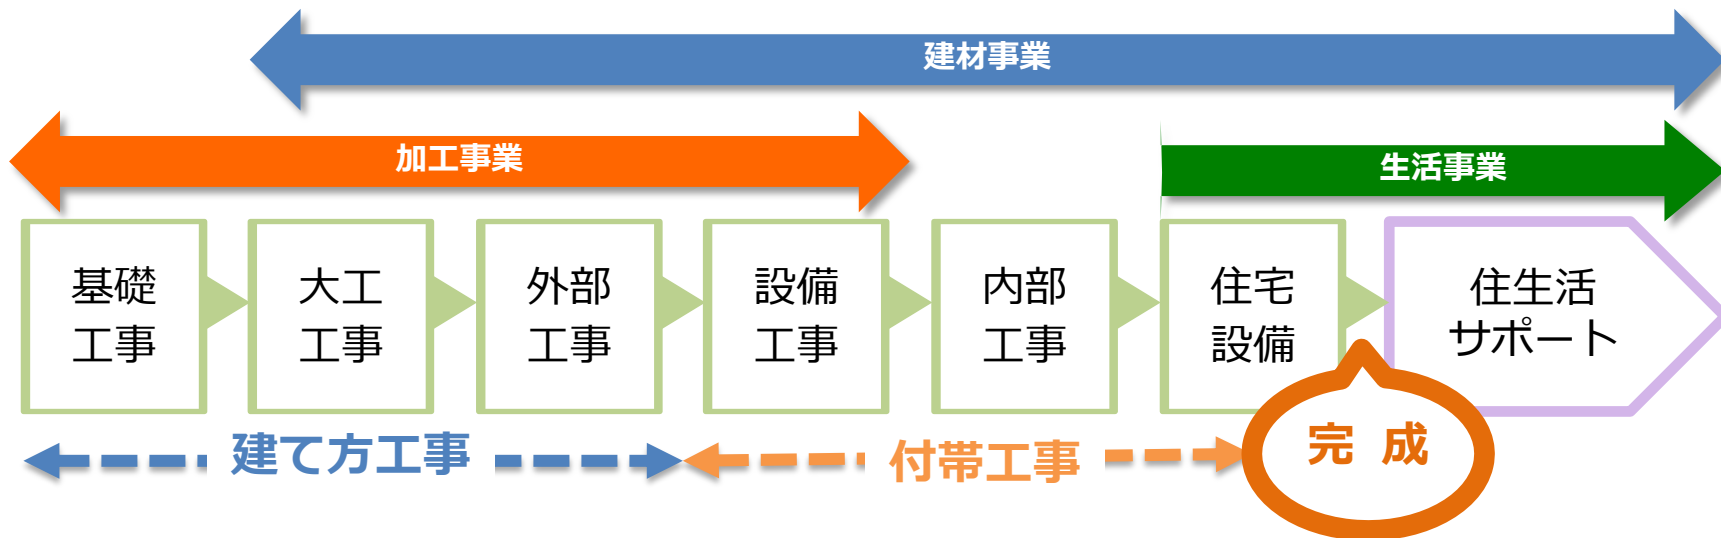 建材事業
加工事業
生活事業
基礎
工事
大工
工事
外部
工事
設備
工事
内部
工事
住宅
設備
住生活
サポート
建て方工事
付帯工事
完 成